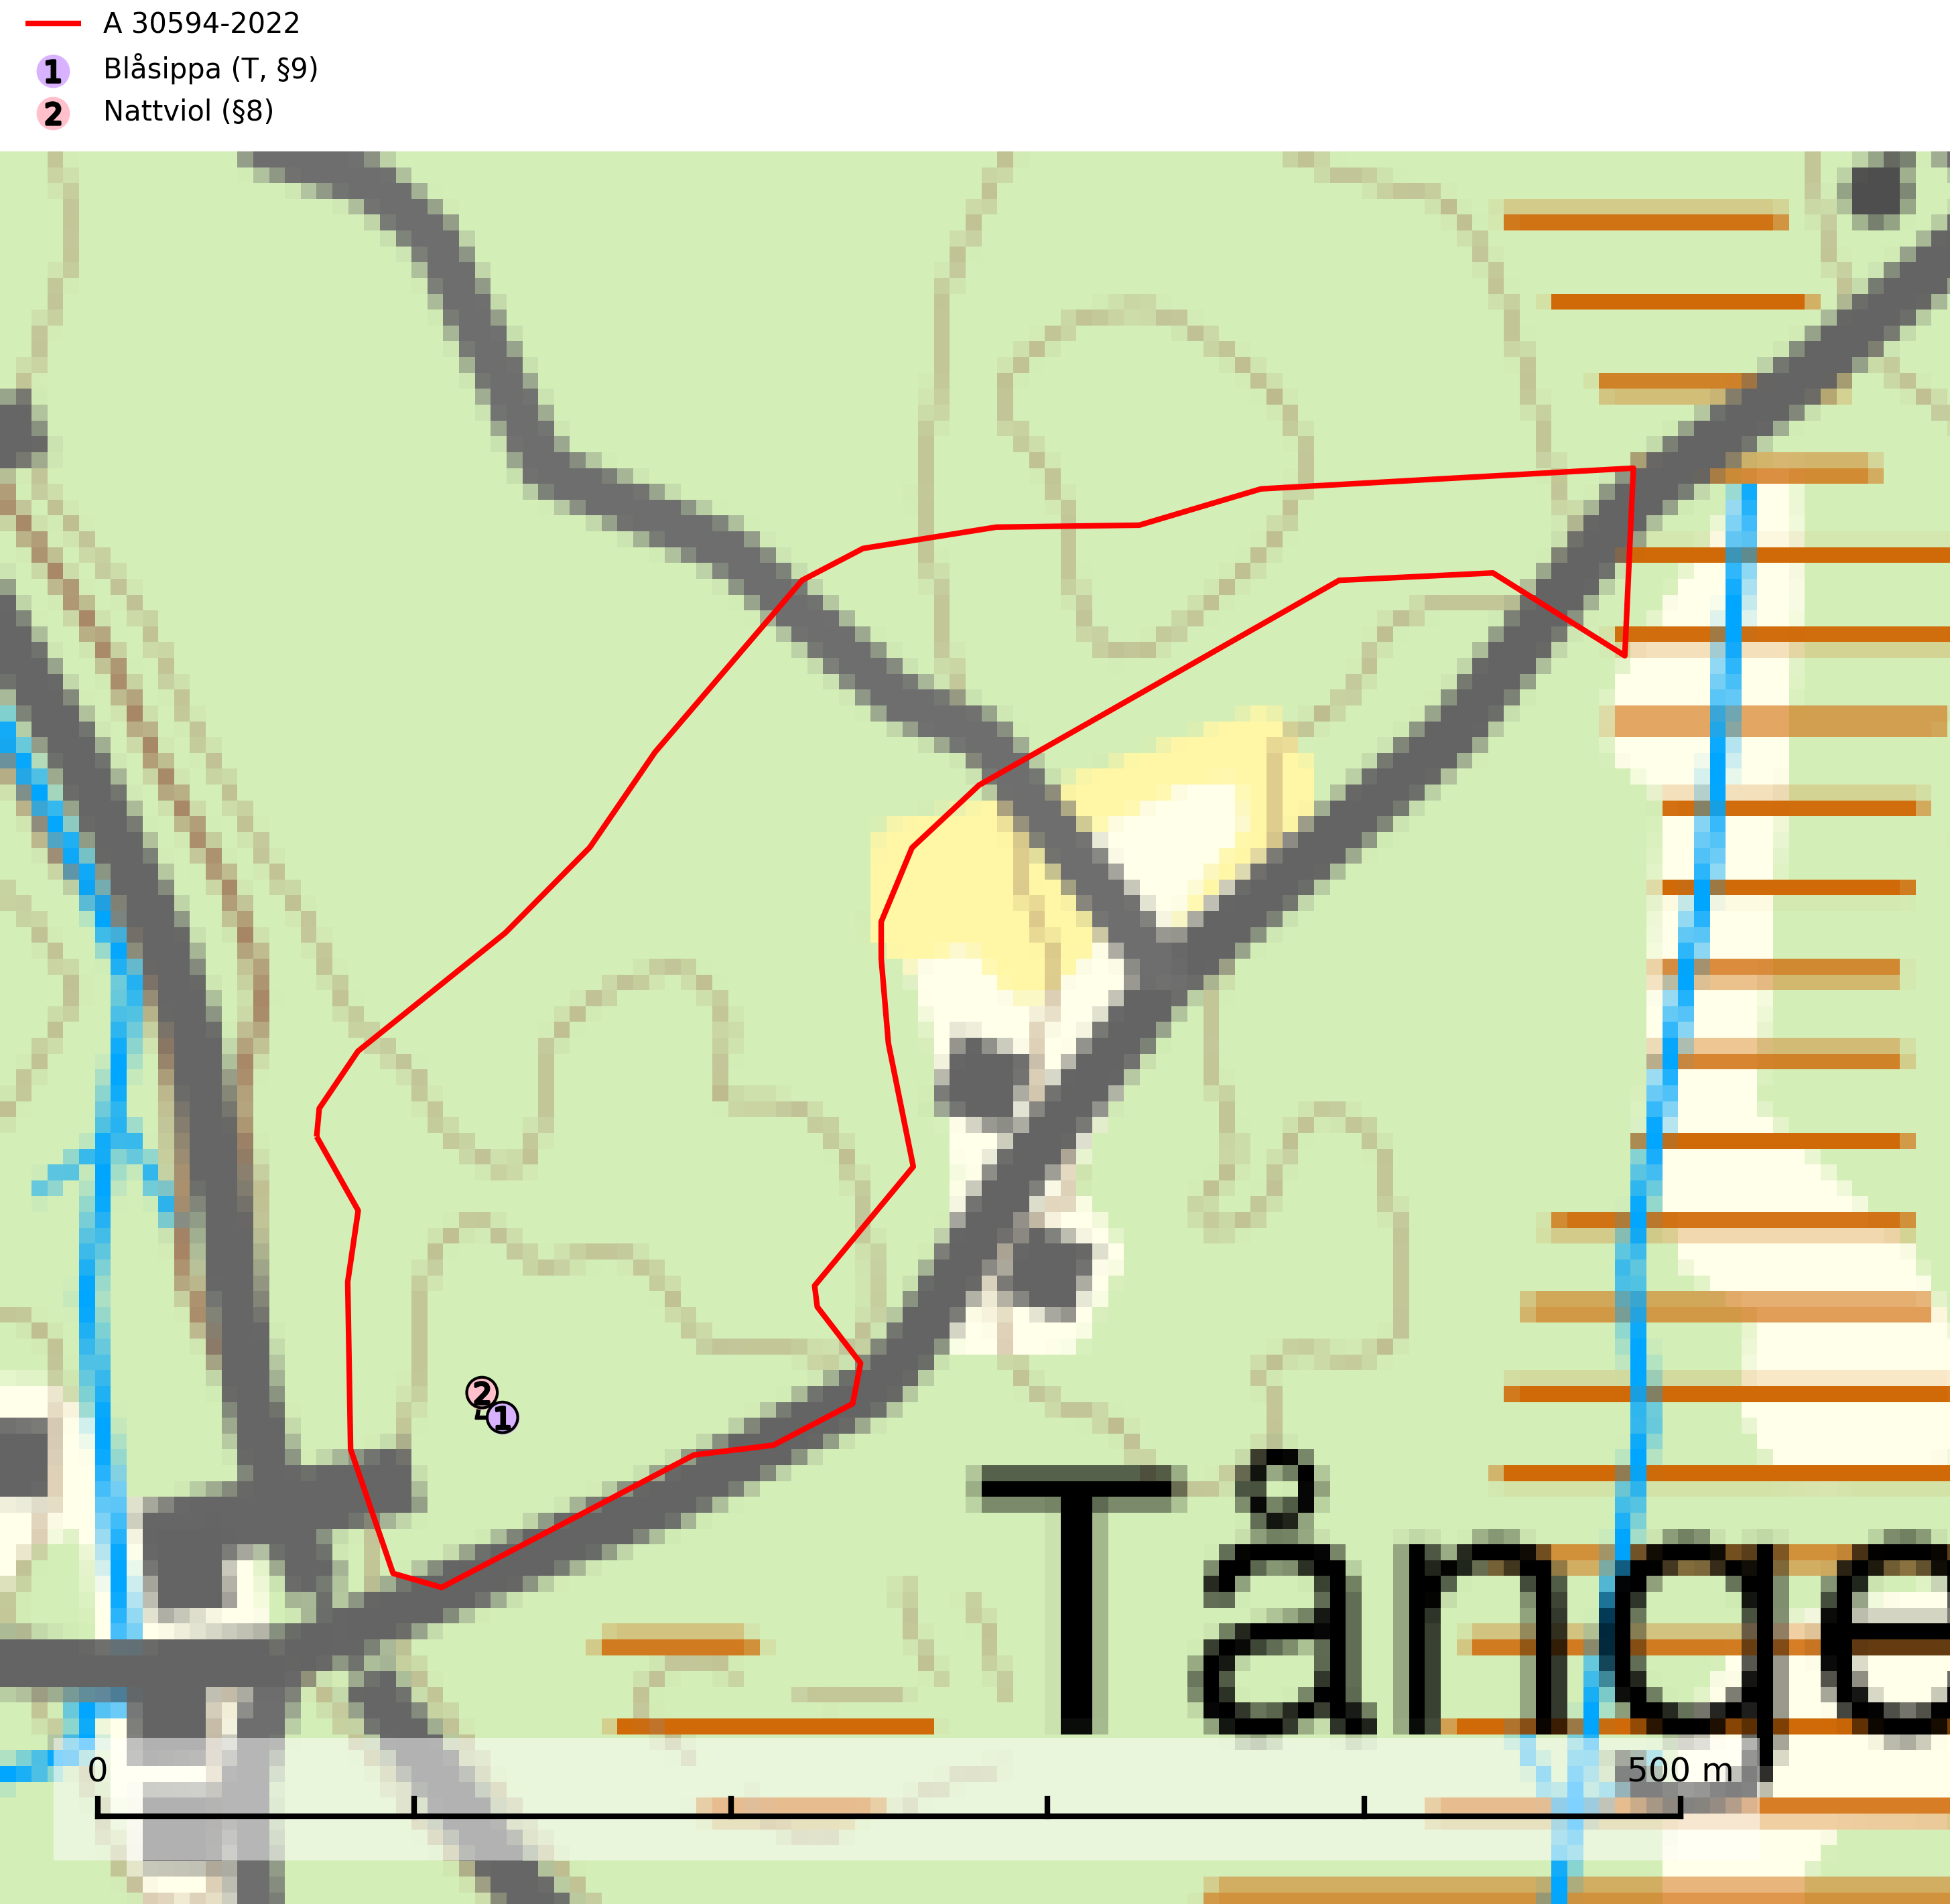 A 30594-2022
1 Blåsippa (T, §9)
2 Nattviol (§8)
2
1
Tånge
0 500 m